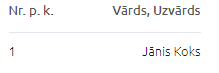 Nr. p. k. Vārds, Uzvārds
1 Jānis Koks